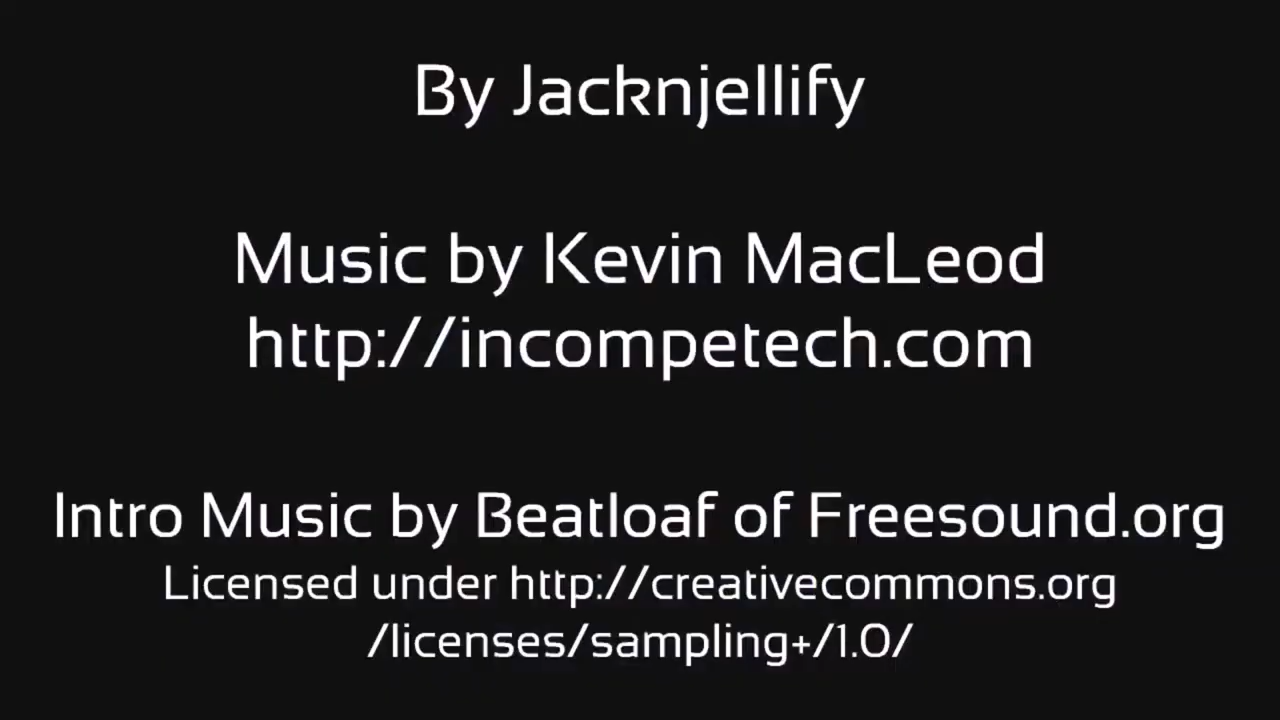 By Jacknjellify
Music by Kevin MacLeod
http://incompetech.com
Intro Music by Beatloaf of Freesound.org
Licensed under http://creativecommons.org
/licenses/sampling+/1.0/